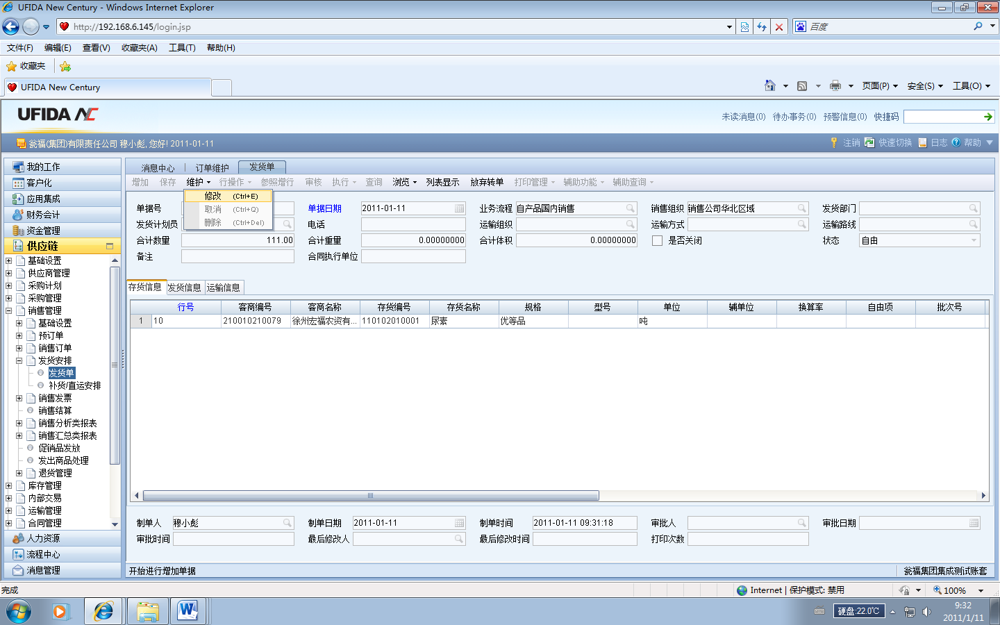 UFIDA New Century - Windows Internet Explorer
http://192.168.6.145/login.jsp
百度
文件(F) 编辑(E) 查看(V) 收藏夹(A) 工具(T) 帮助(H)
收藏夹
UFIDA New Century
页面(P) 安全(S) 工具(O)
UFIDA NC
未读消息(0) 待办事务(0) 预警信息(0) 快捷码
瓮福(集团)有限责任公司 穆小彪, 您好! 2011-01-11
注销 快速切换 日志 帮助
我的工作
客户化
应用集成
财务会计
资金管理
供应链
基础设置
供应商管理
采购计划
采购管理
销售管理
基础设置
预订单
销售订单
发货安排
发货单
补货/直运安排
销售发票
销售结算
销售分析类报表
销售汇总类报表
促销品发放
发出商品处理
退货管理
库存管理
内部交易
运输管理
合同管理
人力资源
流程中心
消息管理
消息中心 订单维护 发货单
增加 保存 维护 行操作 参照增行 审核 执行 查询 浏览 列表显示 放弃转单 打印管理 辅助功能 辅助查询
修改 (Ctrl+E)
取消 (Ctrl+Q)
删除 (Ctrl+Del)
单据号 单据日期 2011-01-11 业务流程 自产品国内销售 销售组织 销售公司华北区域 发货部门
发货计划员 电话 运输组织 运输方式 运输路线
合计数量 111.00 合计重量 0.00000000 合计体积 0.00000000 是否关闭 状态 自由
备注 合同执行单位
存货信息 发货信息 运输信息
行号 客商编号 客商名称 存货编号 存货名称 规格 型号 单位 辅单位 换算率 自由项 批次号
1 10 210010210079 徐州宏福农资有... 110102010001 尿素 优等品 吨
制单人 穆小彪 制单日期 2011-01-11 制单时间 2011-01-11 09:31:18 审批人 审批日期
审批时间 最后修改人 最后修改时间 打印次数
开始进行增加单据 瓮福集团集成测试账套
完成 Internet | 保护模式: 禁用 100%
硬盘:22.0℃
9:32
2011/1/11